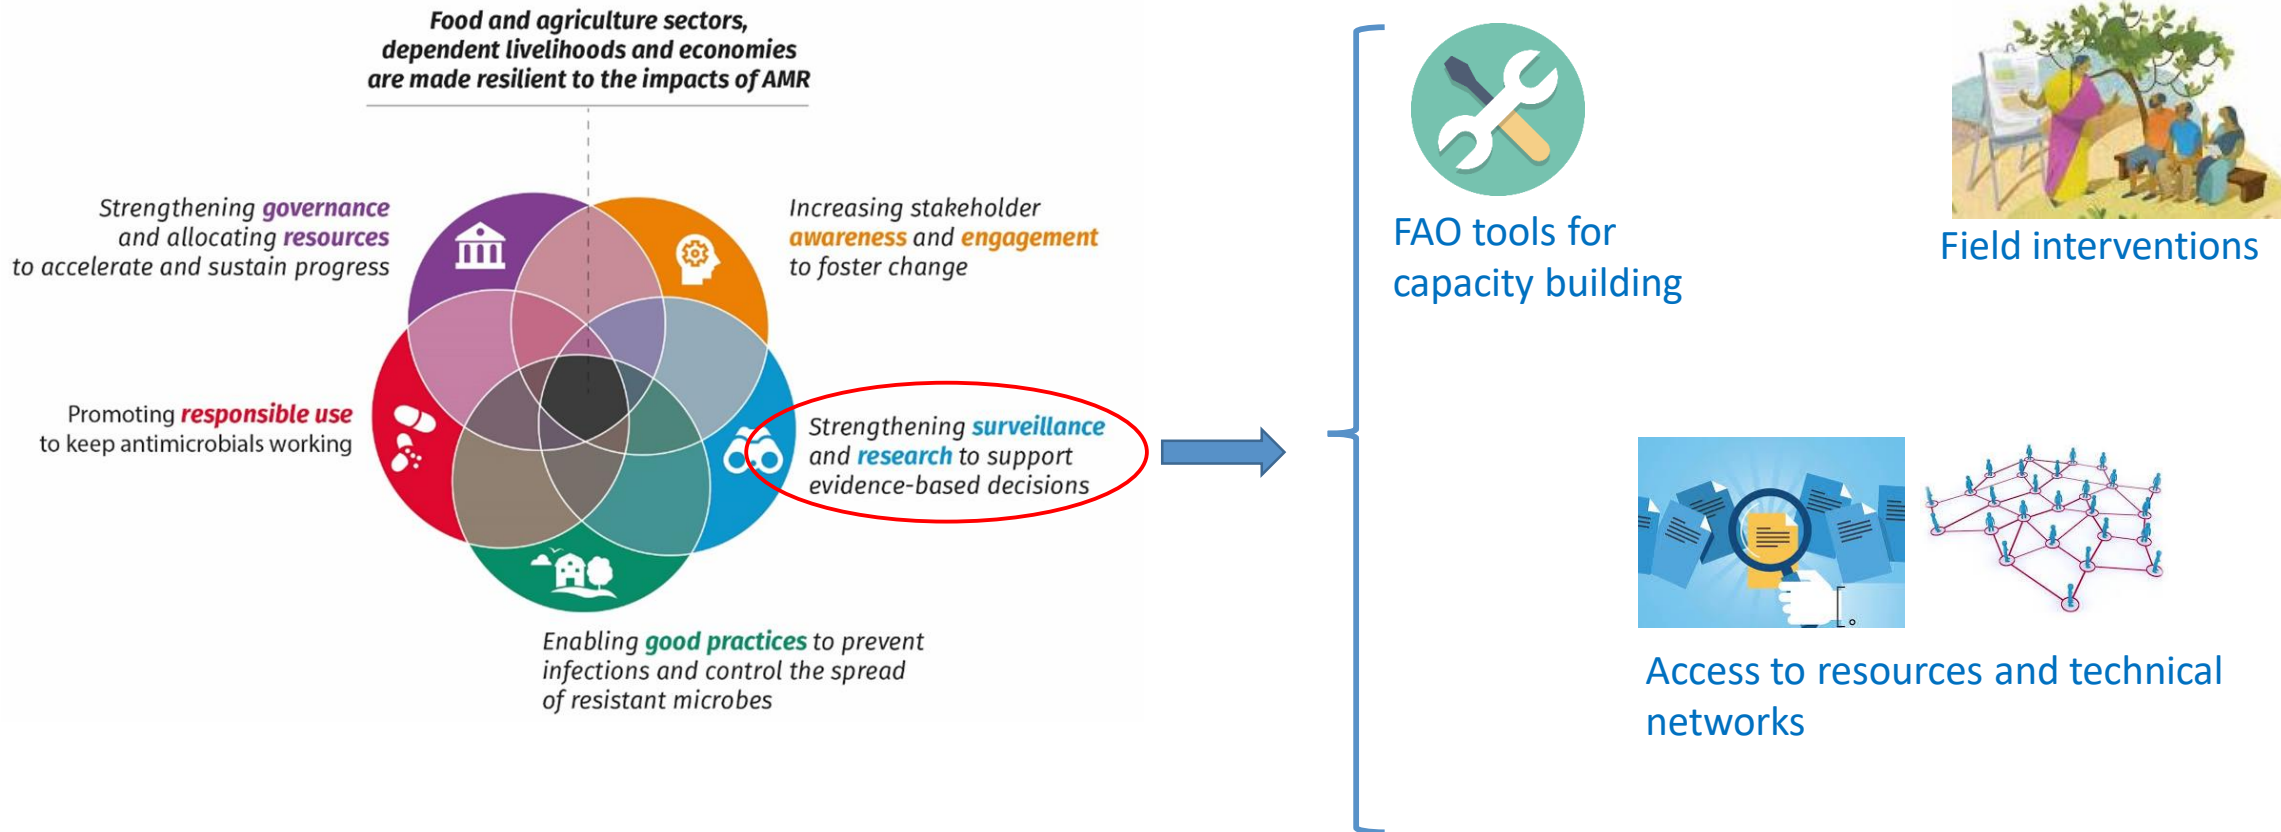 Food and agriculture sectors,
dependent livelihoods and economies
are made resilient to the impacts of AMR
Strengthening governance
and allocating resources
to accelerate and sustain progress
Increasing stakeholder
awareness and engagement
to foster change
Promoting responsible use
to keep antimicrobials working
Strengthening surveillance
and research to support
evidence-based decisions
Enabling good practices to prevent
infections and control the spread
of resistant microbes
FAO tools for
capacity building
Field interventions
Access to resources and technical
networks